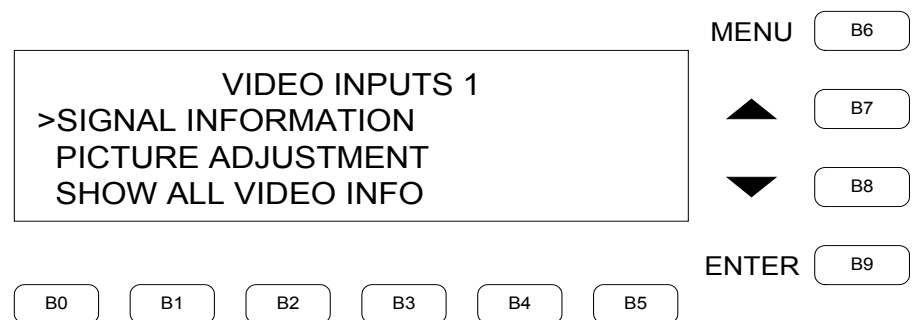 MENU B6
VIDEO INPUTS 1
>SIGNAL INFORMATION
B7
PICTURE ADJUSTMENT
SHOW ALL VIDEO INFO
B8
ENTER B9
B0 B1 B2 B3 B4 B5